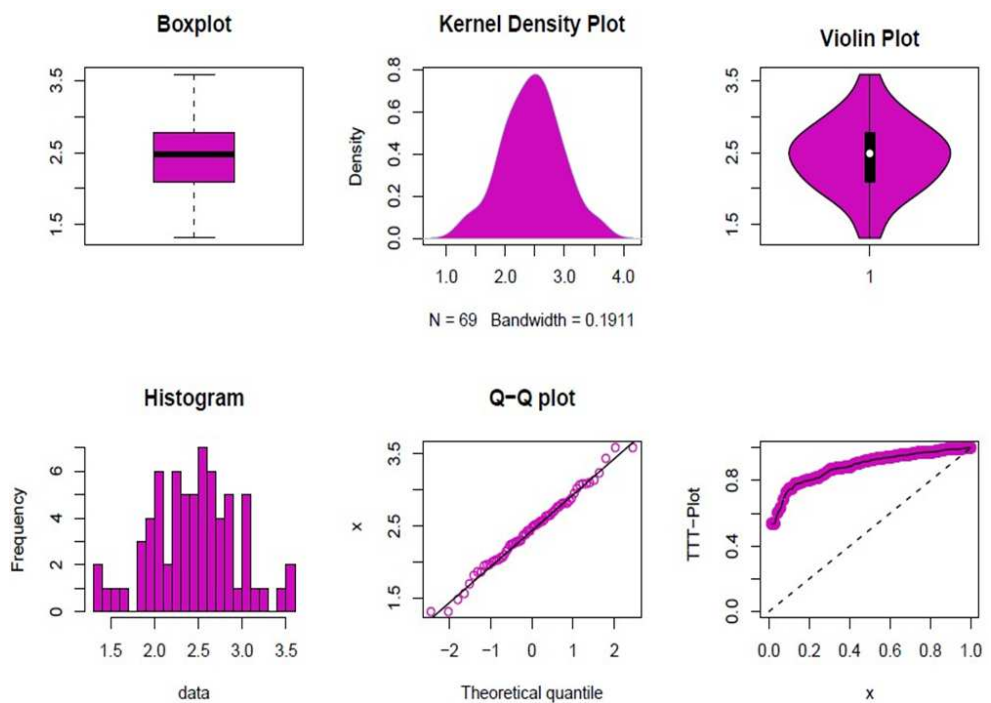 Boxplot
3.5
2.5
1.5
Kernel Density Plot
Density
0.8
0.6
0.4
0.2
0.0
1.0 2.0 3.0 4.0
N = 69 Bandwidth = 0.1911
Violin Plot
3.5
2.5
1.5
1
Histogram
Frequency
6
4
2
0
1.5 2.0 2.5 3.0 3.5
data
Q−Q plot
x
3.5
2.5
1.5
−2 −1 0 1 2
Theoretical quantile
TTT−Plot
0.8
0.4
0.0
0.0 0.2 0.4 0.6 0.8 1.0
x